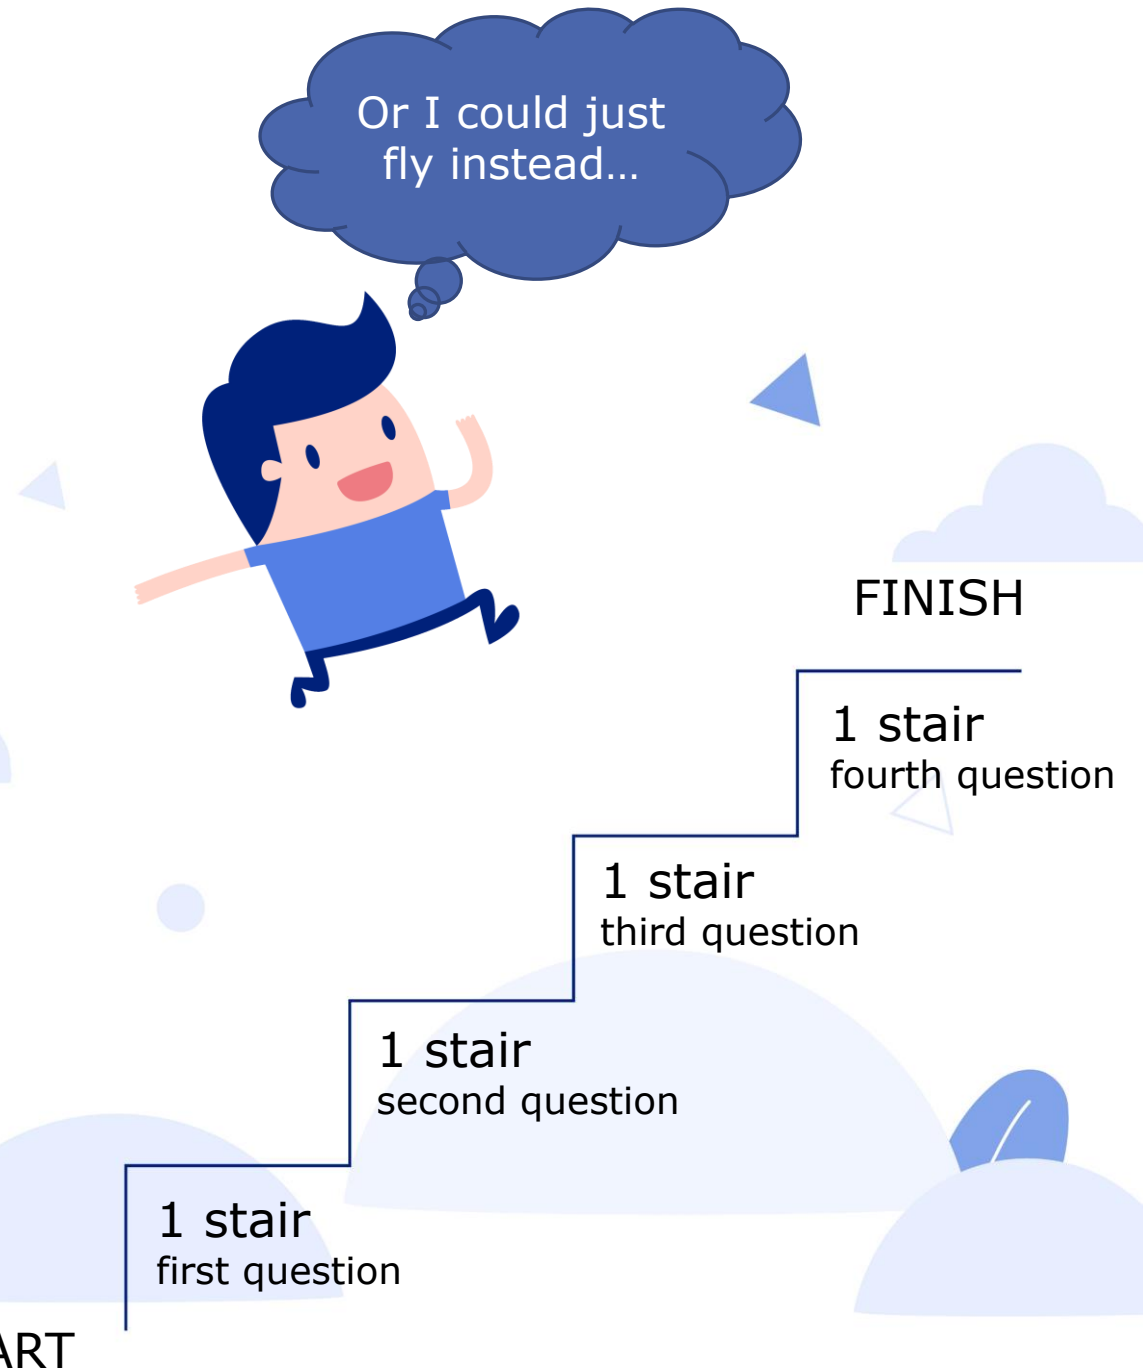 Or I could just
fly instead…
FINISH
1 stair
fourth question
1 stair
third question
1 stair
second question
1 stair
first question
ART